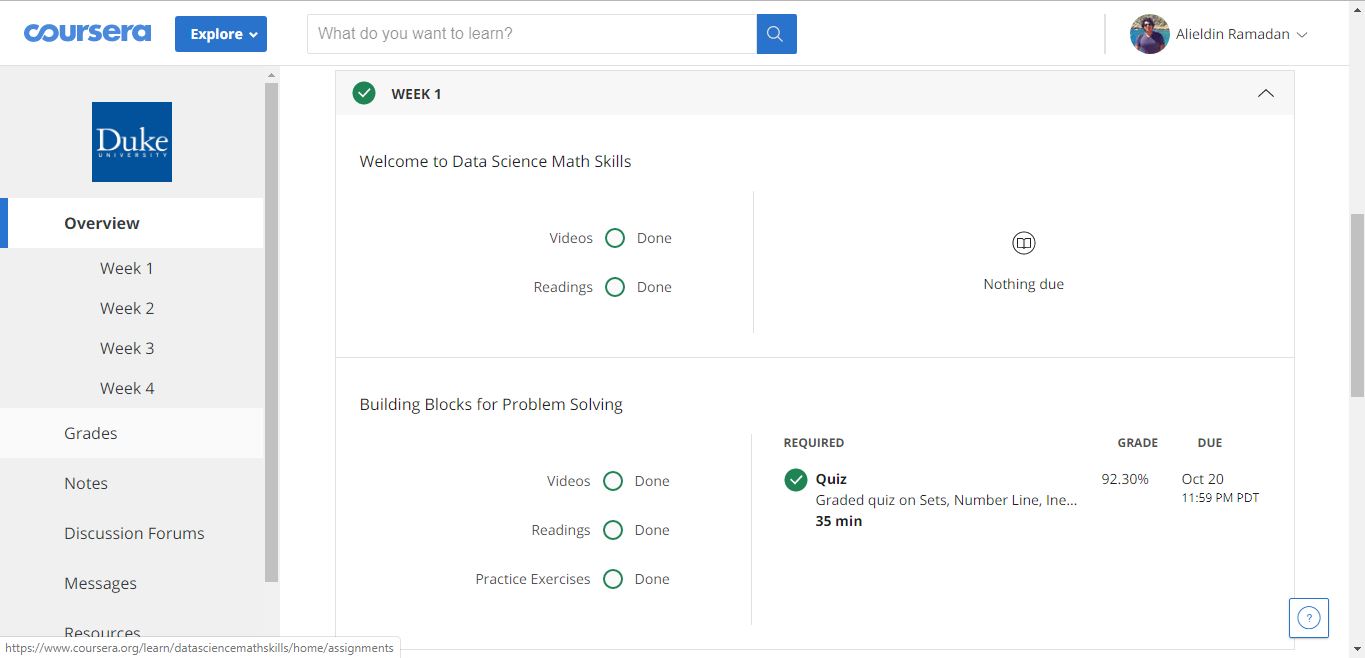 coursera
Explore
What do you want to learn?
Alieldin Ramadan
Duke
UNIVERSITY
Overview
Week 1
Week 2
Week 3
Week 4
Grades
Notes
Discussion Forums
Messages
Resources
https://www.coursera.org/learn/datasciencemathskills/home/assignments
WEEK 1
Welcome to Data Science Math Skills
Videos Done
Readings Done
Nothing due
Building Blocks for Problem Solving
Videos Done
Readings Done
Practice Exercises Done
REQUIRED GRADE DUE
Quiz 92.30% Oct 20
Graded quiz on Sets, Number Line, Ine... 11:59 PM PDT
35 min
?